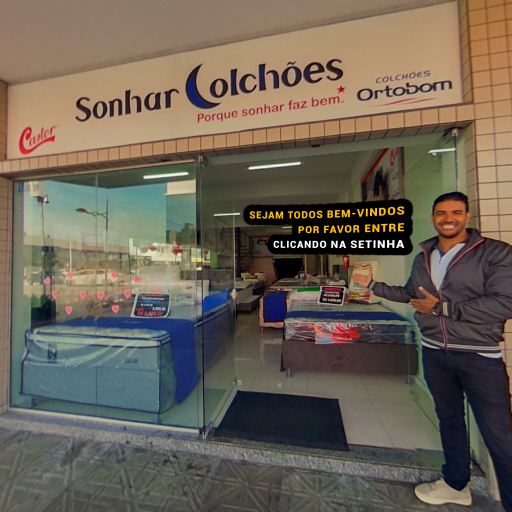 Sonhar Colchões
Porque sonhar faz bem.
COLCHÕES
Ortobom
Castor
SEJAM TODOS BEM-VINDOS
POR FAVOR ENTRE
CLICANDO NA SETINHA